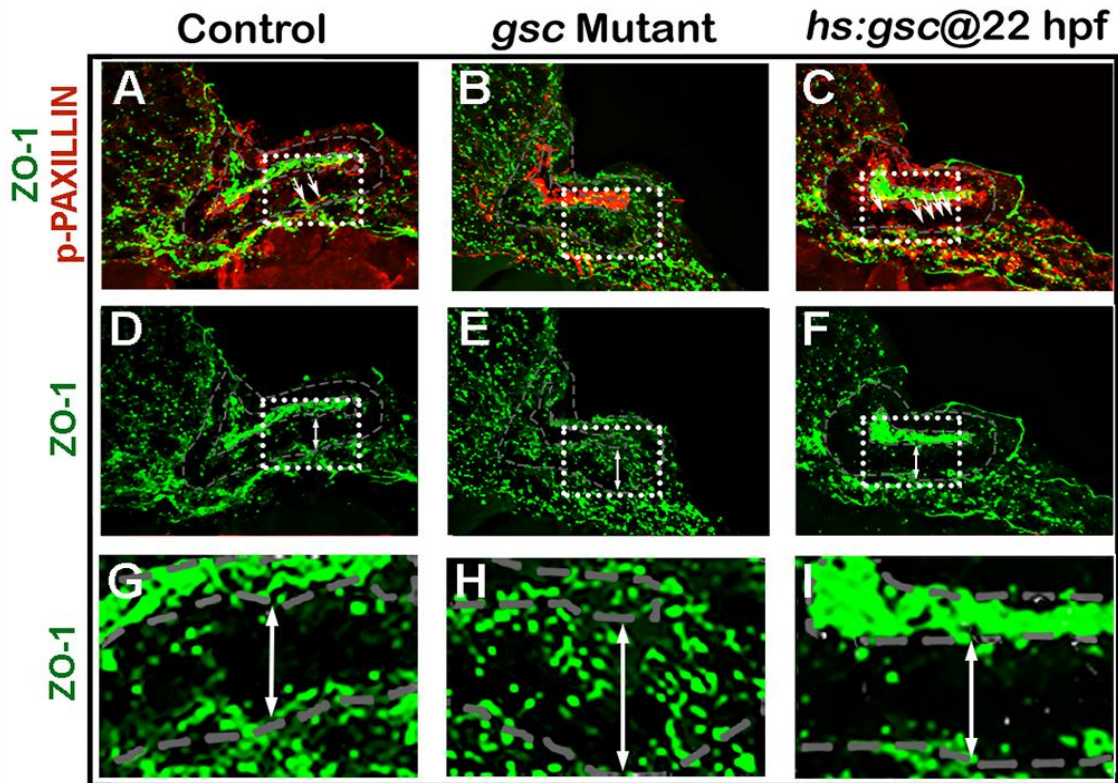 Control
gsc Mutant
hs:gsc@22 hpf
ZO-1
p-PAXILLIN
A
B
C
ZO-1
D
E
F
ZO-1
G
H
I